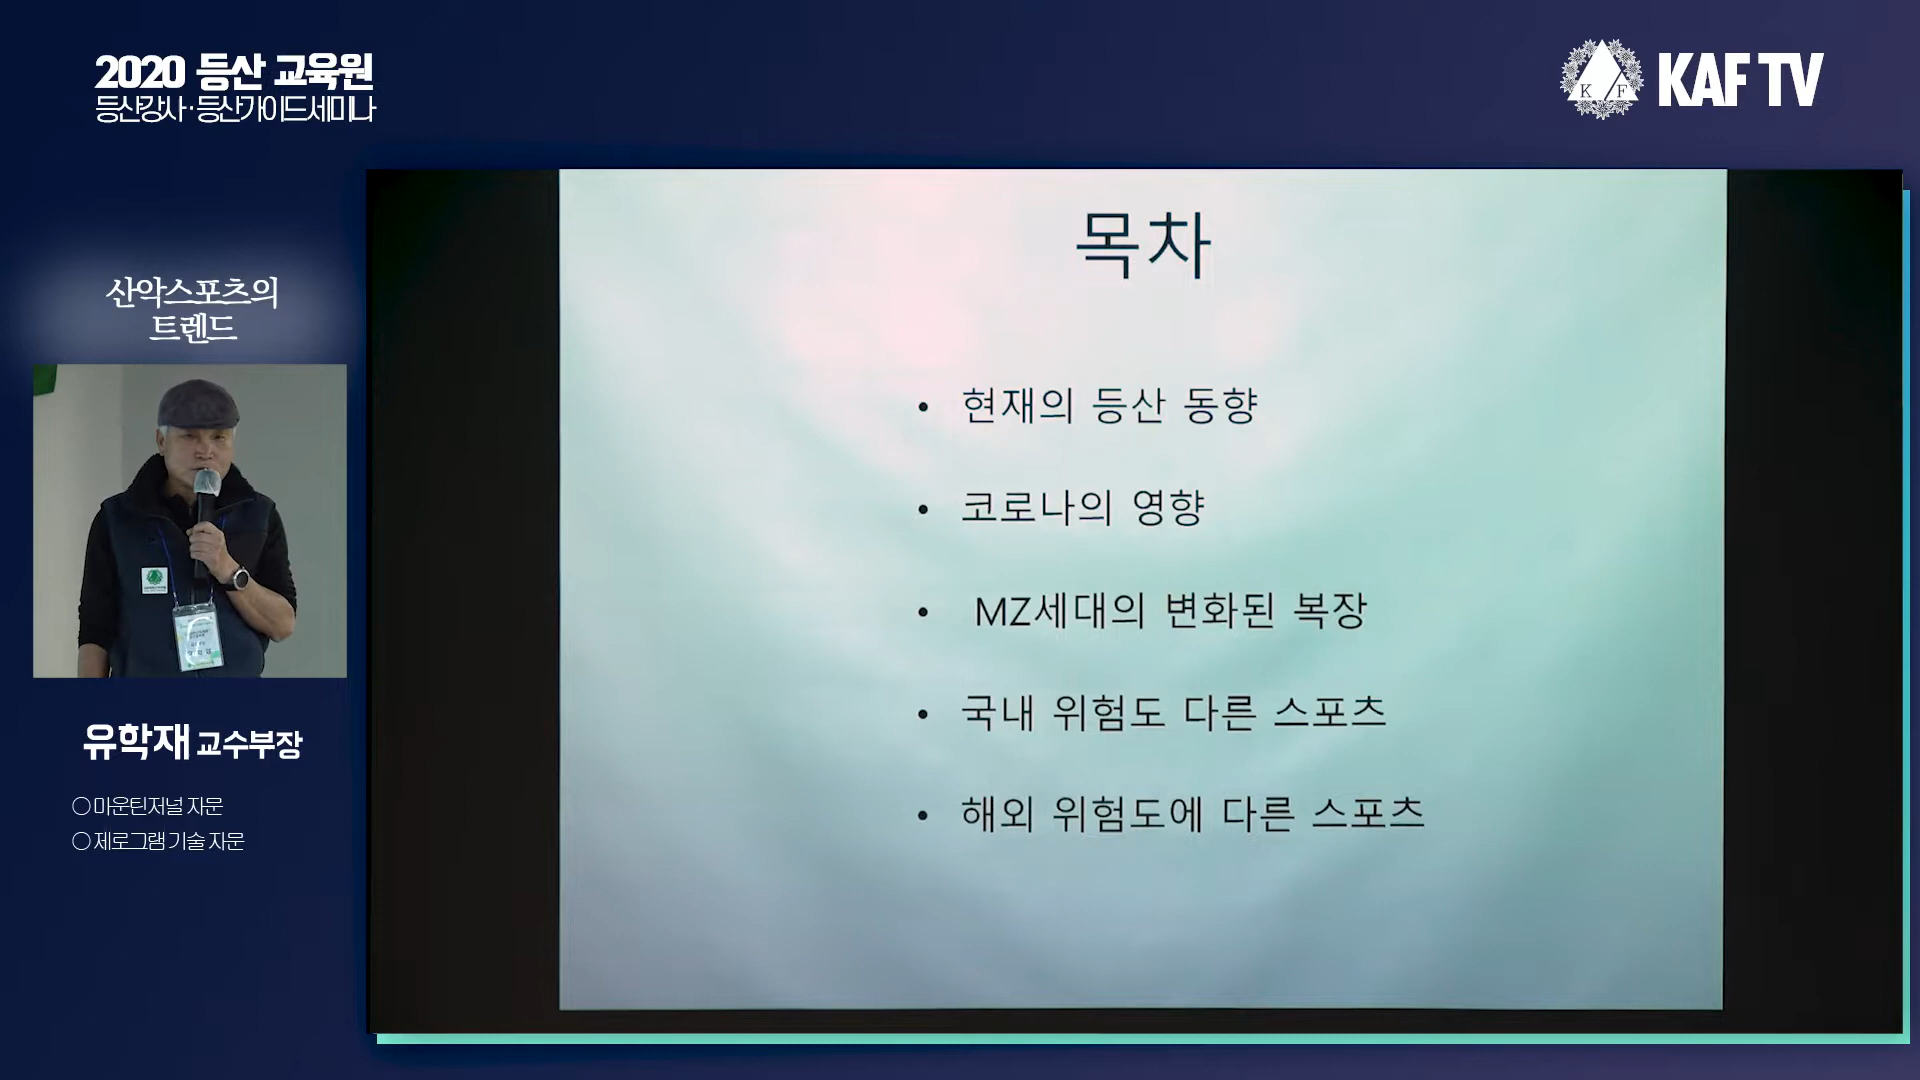 2020 등산 교육원
등산강사·등산가이드세미나
K F
KAF TV
산악스포츠의
트렌드
유학재 교수부장
○ 마운틴저널 자문
○ 제로그램 기술 자문
목차
• 현재의 등산 동향
• 코로나의 영향
• MZ세대의 변화된 복장
• 국내 위험도 다른 스포츠
• 해외 위험도에 다른 스포츠